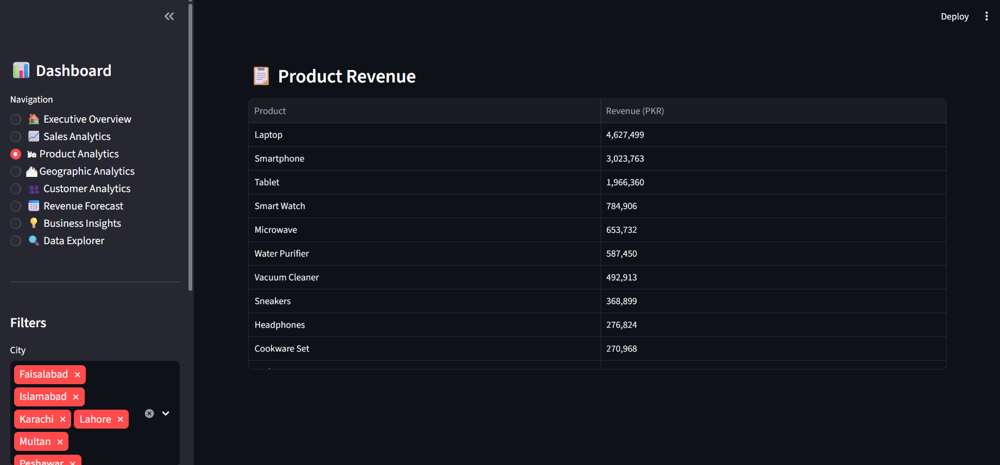 Deploy
Dashboard
Navigation
Executive Overview
Sales Analytics
Product Analytics
Geographic Analytics
Customer Analytics
Revenue Forecast
Business Insights
Data Explorer
Filters
City
Faisalabad ×
Islamabad ×
Karachi × Lahore ×
Multan ×
Peshawar ×
Product Revenue
Product Revenue (PKR)
Laptop 4,627,499
Smartphone 3,023,763
Tablet 1,966,360
Smart Watch 784,906
Microwave 653,732
Water Purifier 587,450
Vacuum Cleaner 492,913
Sneakers 368,899
Headphones 276,824
Cookware Set 270,968